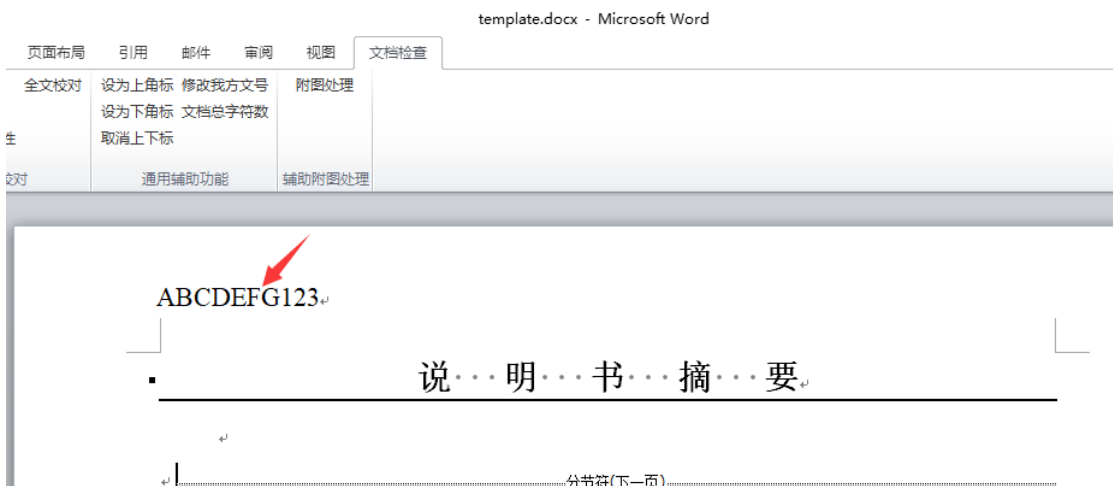 template.docx - Microsoft Word
页面布局 引用 邮件 审阅 视图 文档检查
全文校对 设为上角标 修改我方文号 附图处理
设为下角标 文档总字符数
性 取消上下标
校对 通用辅助功能 辅助附图处理
ABCDEFG123
说···明···书···摘···要
分节符(下一页)